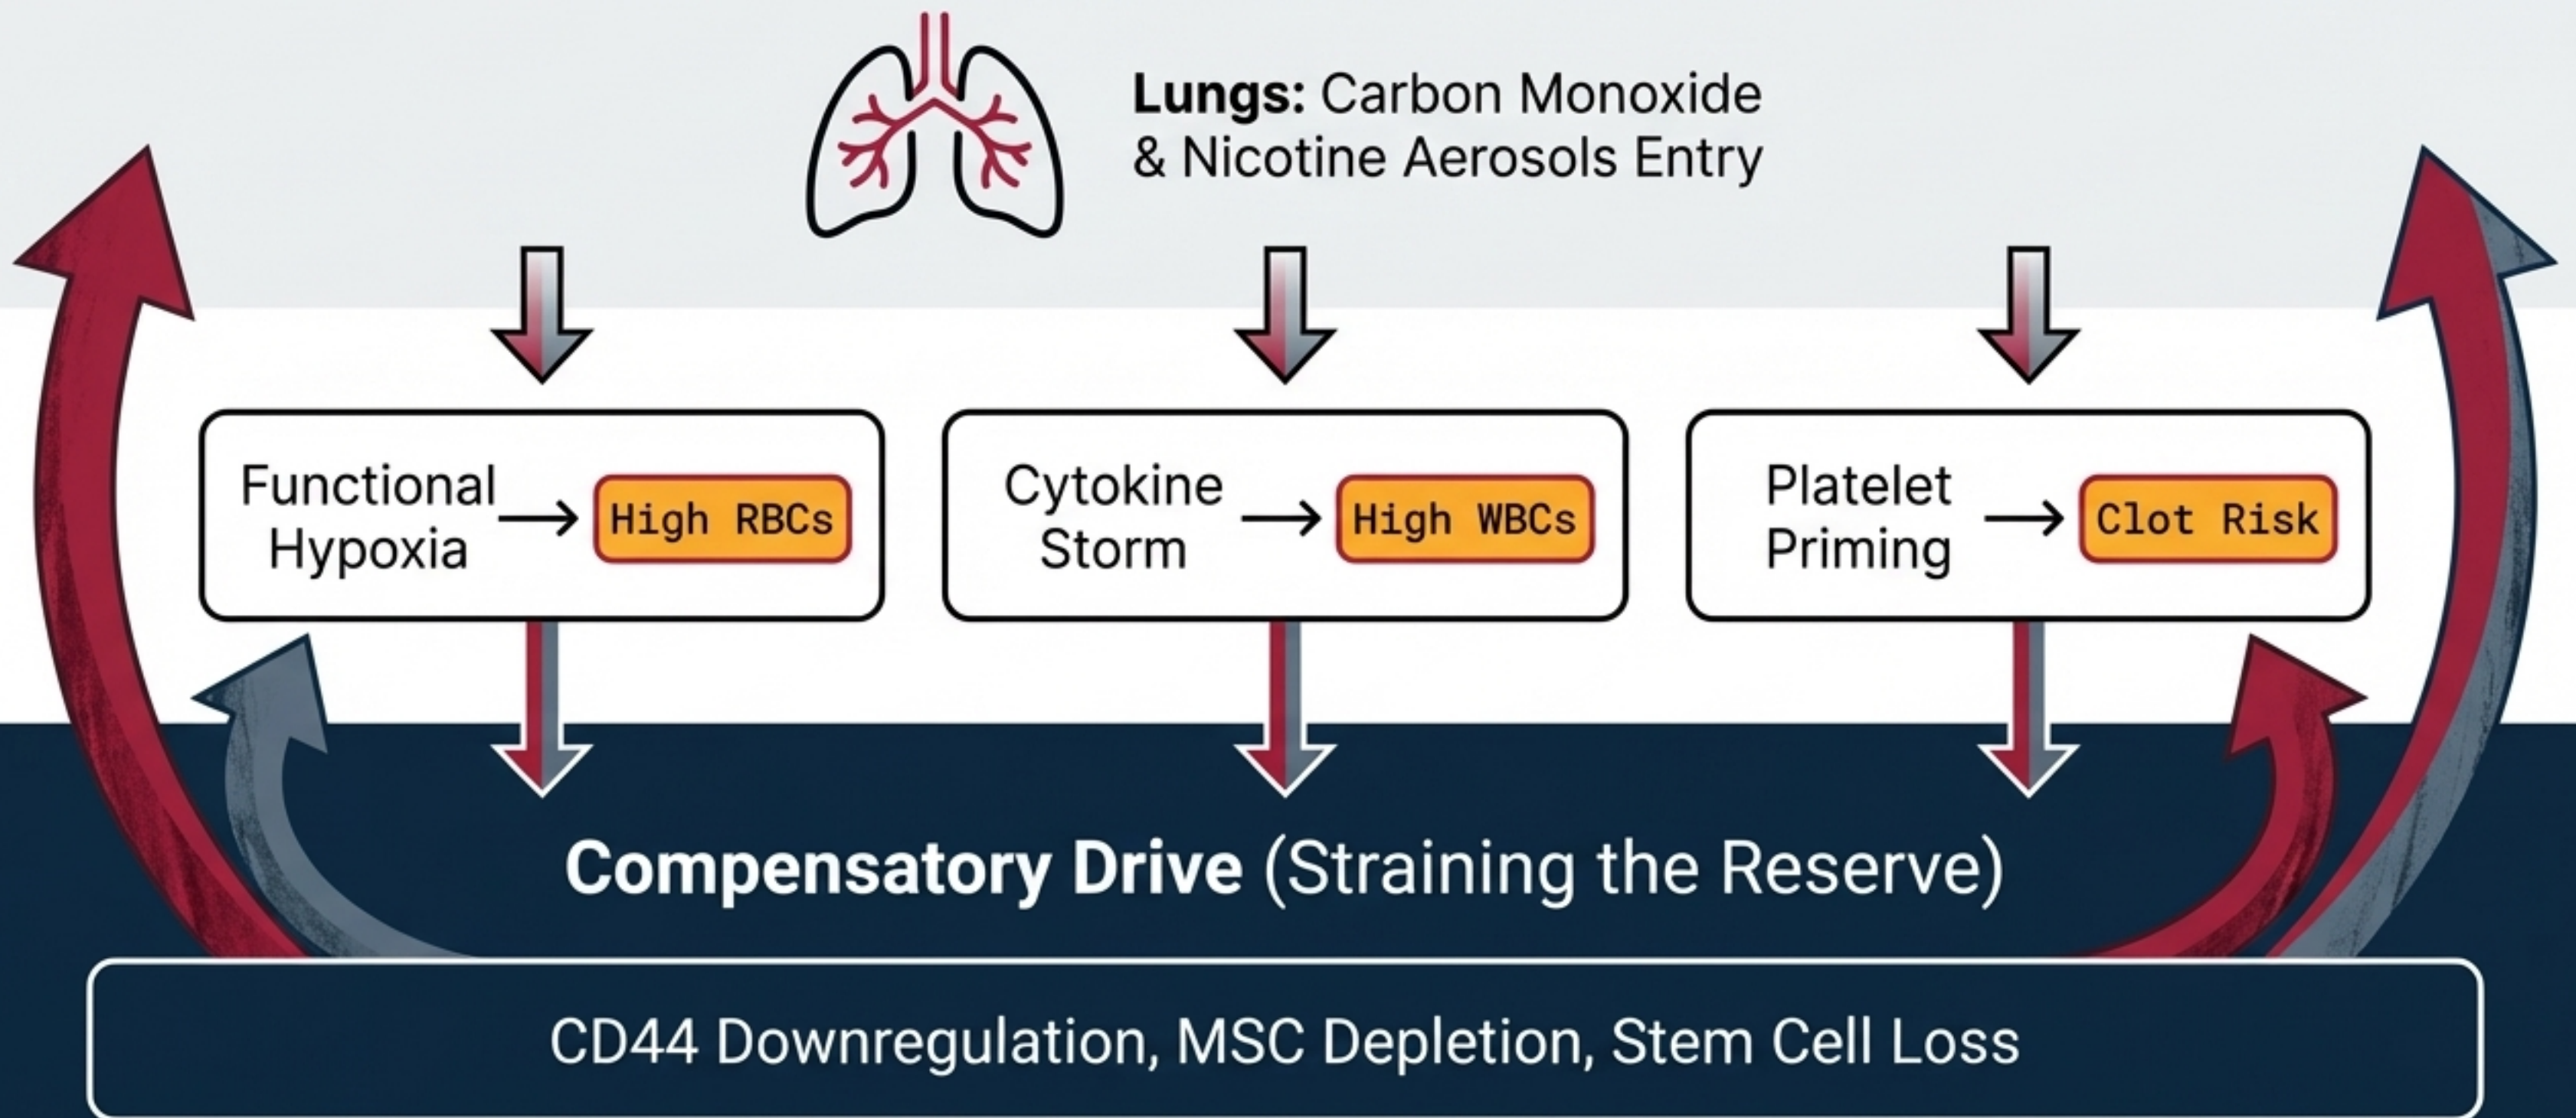 Lungs: Carbon Monoxide
& Nicotine Aerosols Entry
Functional
Hypoxia
High RBCs
Cytokine
Storm
High WBCs
Platelet
Priming
Clot Risk
Compensatory Drive (Straining the Reserve)
CD44 Downregulation, MSC Depletion, Stem Cell Loss